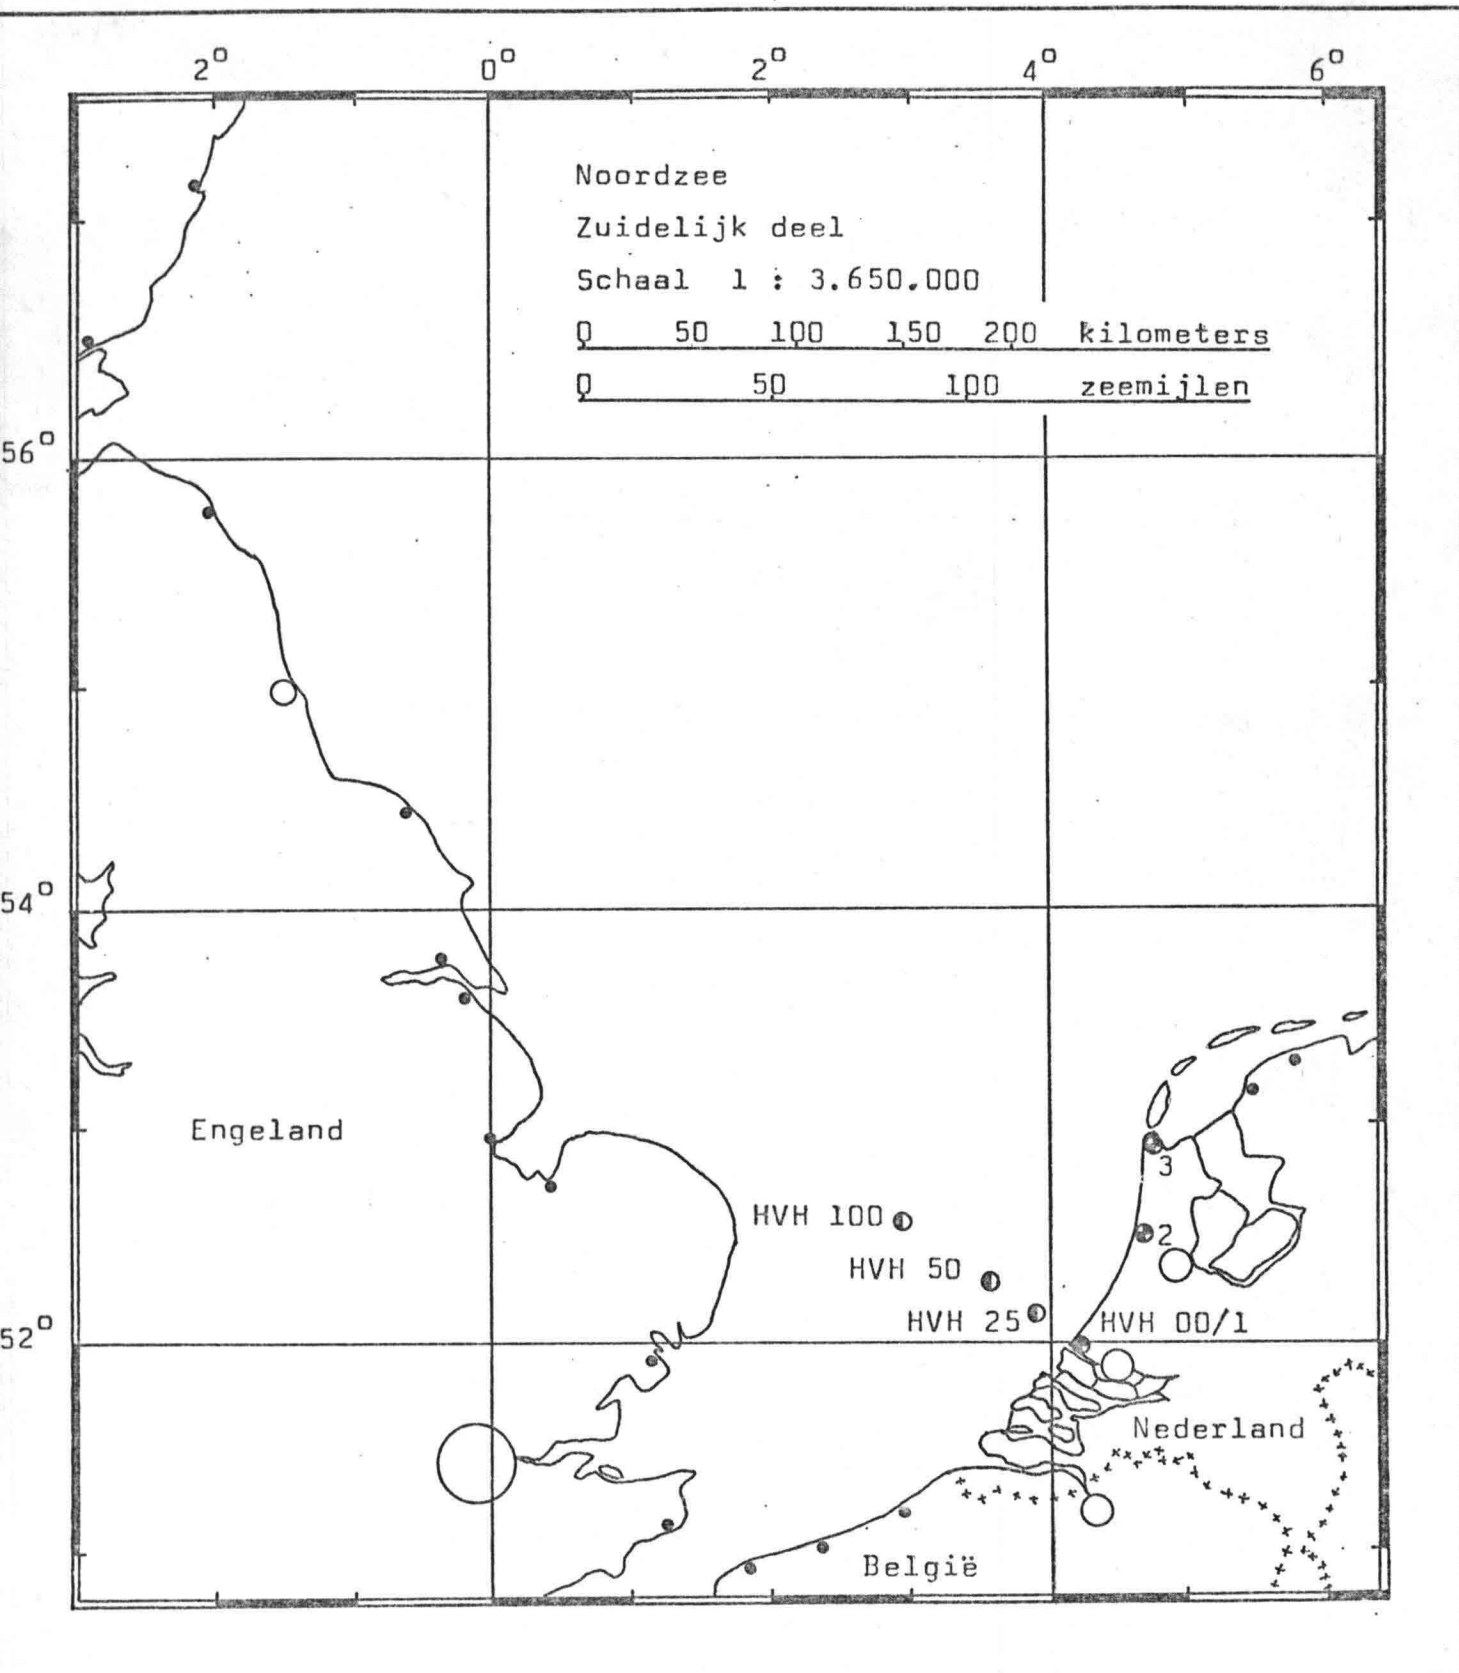 2° 0° 2° 4° 6°
Noordzee
Zuidelijk deel
Schaal 1 : 3.650.000
0 50 100 150 200 kilometers
0 50 100 zeemijlen
56°
54°
Engeland
3
HVH 100
2
HVH 50
HVH 25
HVH 00/1
52°
Nederland
België